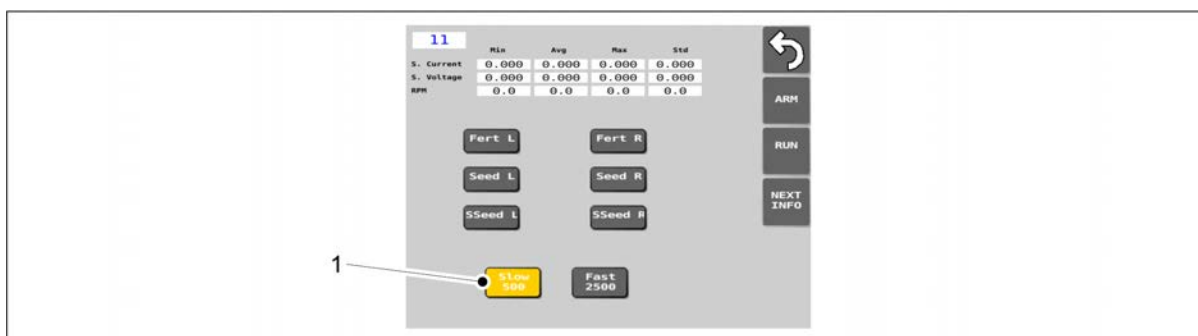 11
Min Avg Max Std
S. Current 0.000 0.000 0.000 0.000
S. Voltage 0.000 0.000 0.000 0.000
RPM 0.0 0.0 0.0 0.0
ARM
Fert L Fert R
RUN
Seed L Seed R
NEXT
INFO
SSeed L SSeed R
1
Slow
500
Fast
2500